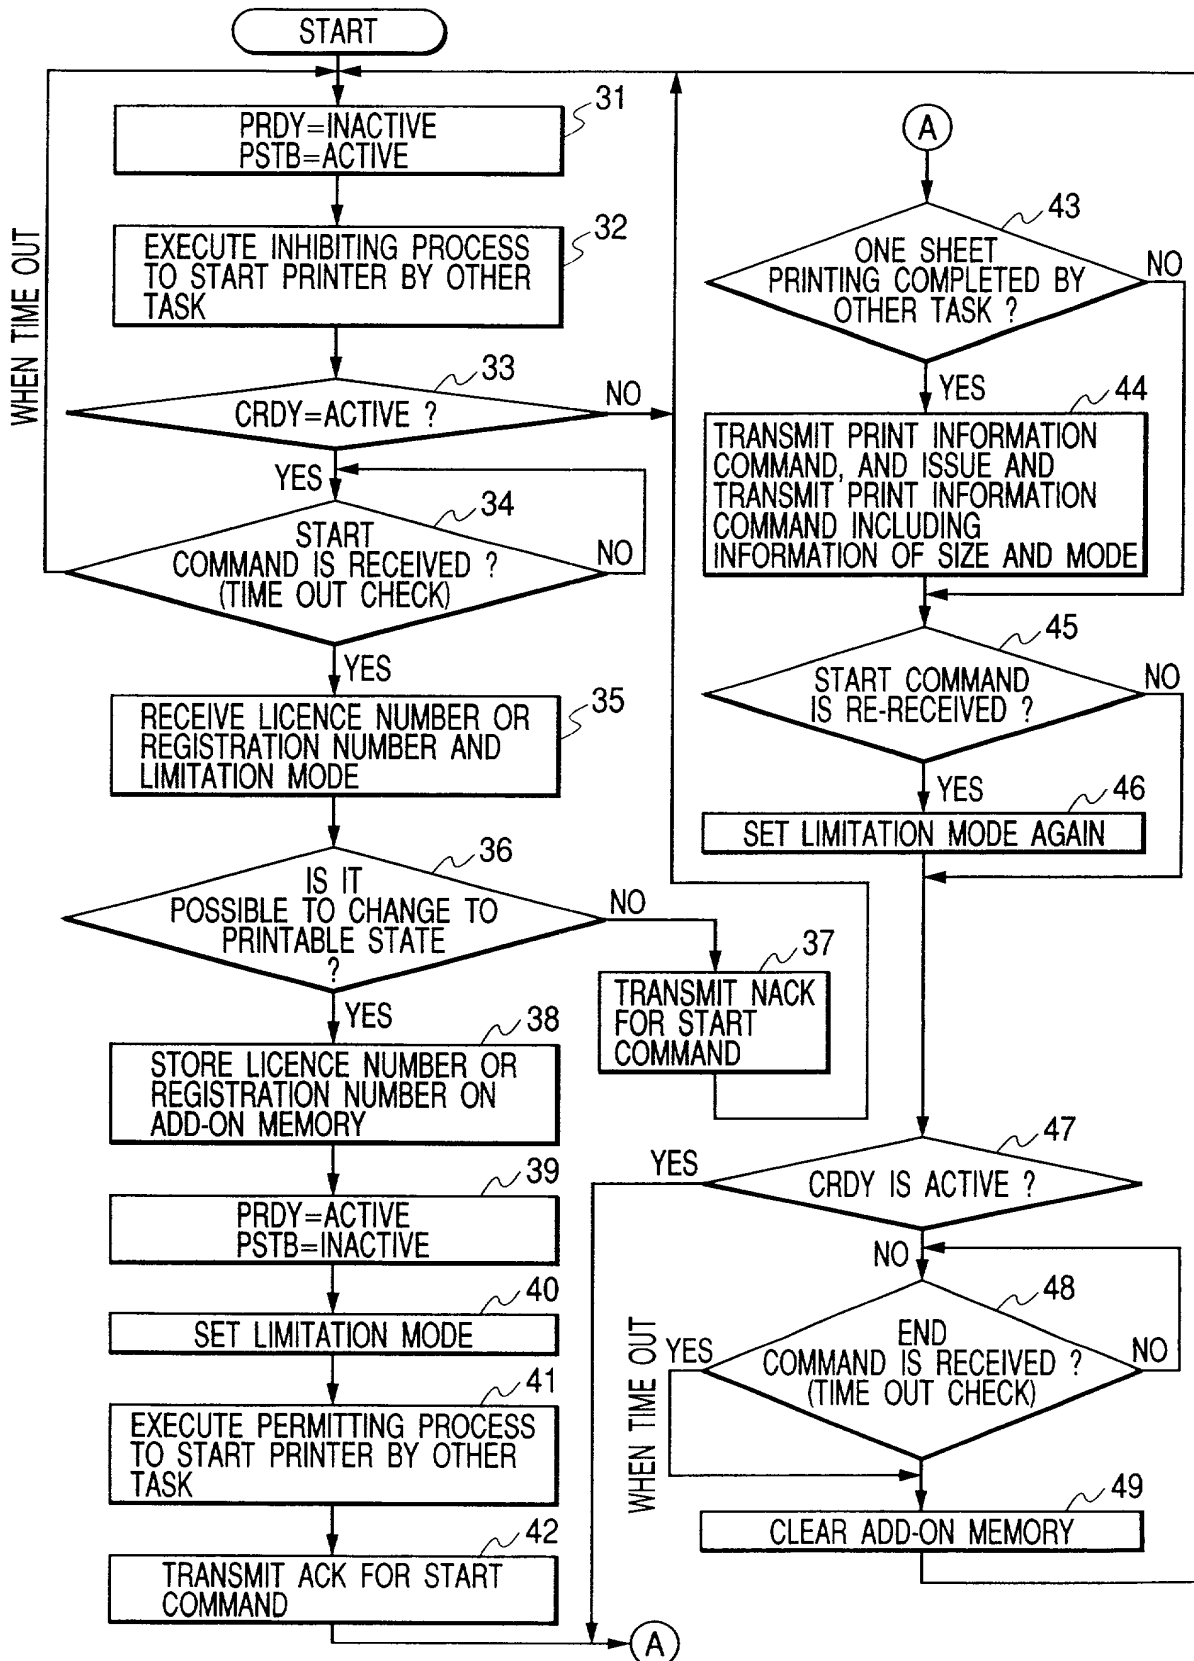 START
31
PRDY=INACTIVE
PSTB=ACTIVE
32
EXECUTE INHIBITING PROCESS
TO START PRINTER BY OTHER
TASK
WHEN TIME OUT
33
CRDY=ACTIVE ?
NO
YES
34
START
COMMAND IS RECEIVED ?
(TIME OUT CHECK)
NO
YES
35
RECEIVE LICENCE NUMBER OR
REGISTRATION NUMBER AND
LIMITATION MODE
36
IS IT
POSSIBLE TO CHANGE TO
PRINTABLE STATE
?
NO
37
TRANSMIT NACK
FOR START
COMMAND
YES
38
STORE LICENCE NUMBER OR
REGISTRATION NUMBER ON
ADD-ON MEMORY
39
PRDY=ACTIVE
PSTB=INACTIVE
40
SET LIMITATION MODE
41
EXECUTE PERMITTING PROCESS
TO START PRINTER BY OTHER
TASK
42
TRANSMIT ACK FOR START
COMMAND
A
A
43
ONE SHEET
PRINTING COMPLETED BY
OTHER TASK ?
NO
YES
44
TRANSMIT PRINT INFORMATION
COMMAND, AND ISSUE AND
TRANSMIT PRINT INFORMATION
COMMAND INCLUDING
INFORMATION OF SIZE AND MODE
45
START COMMAND
IS RE-RECEIVED ?
NO
YES
46
SET LIMITATION MODE AGAIN
47
YES
CRDY IS ACTIVE ?
NO
48
END
COMMAND IS RECEIVED ?
(TIME OUT CHECK)
YES
NO
WHEN TIME OUT
49
CLEAR ADD-ON MEMORY